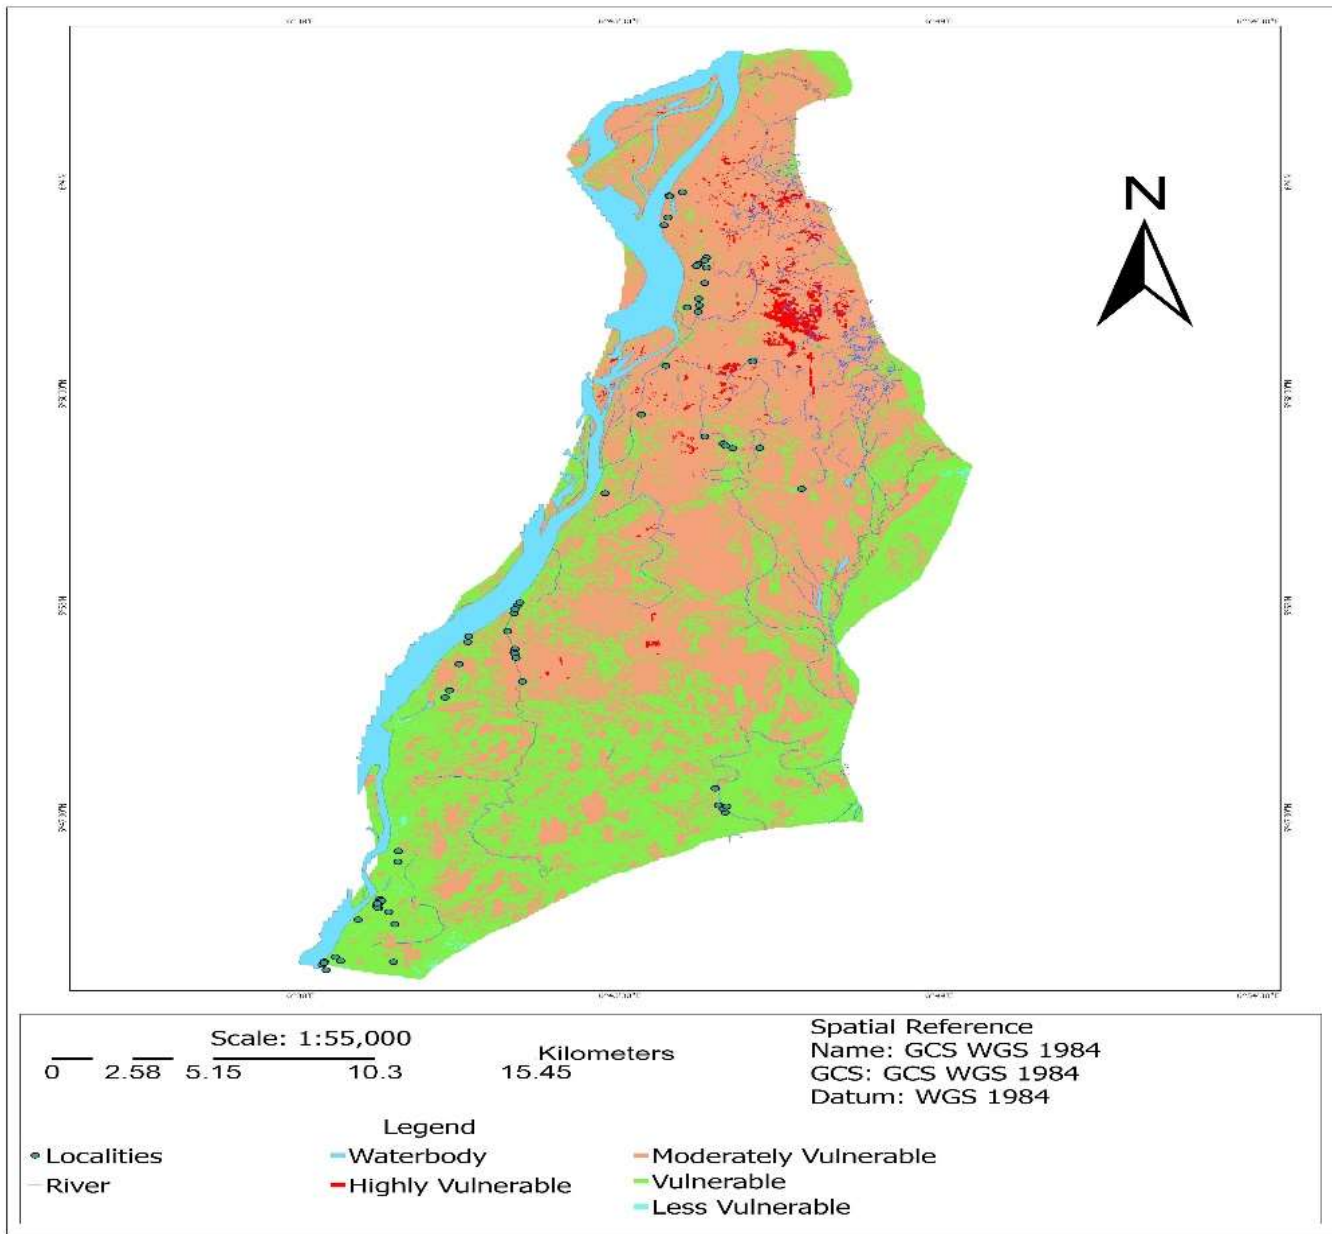 N
Scale: 1:55,000
Kilometers
0 2.58 5.15 10.3 15.45
Spatial Reference
Name: GCS WGS 1984
GCS: GCS WGS 1984
Datum: WGS 1984
Legend
Localities
River
Waterbody
Highly Vulnerable
Moderately Vulnerable
Vulnerable
Less Vulnerable